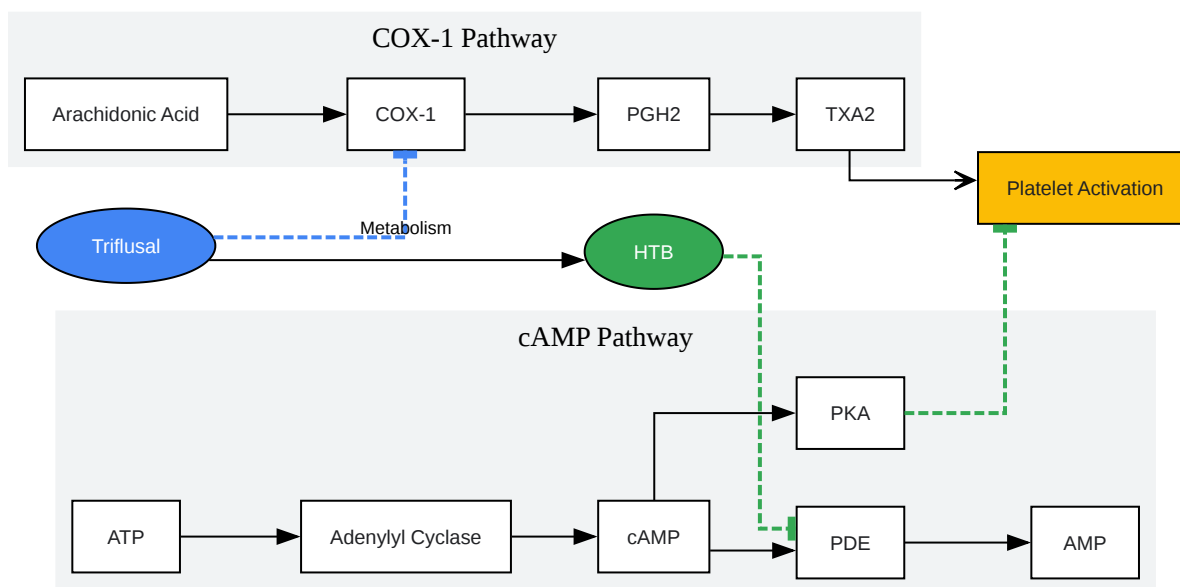 COX-1 Pathway
Arachidonic Acid
COX-1
PGH2
TXA2
Platelet Activation
Metabolism
Triflusal
HTB
cAMP Pathway
PKA
ATP
Adenylyl Cyclase
cAMP
PDE
AMP